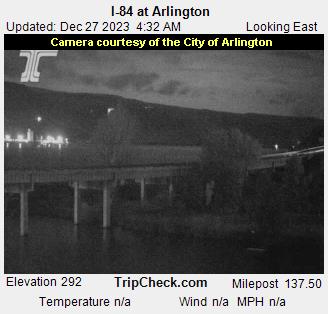 I-84 at Arlington
Updated: Dec 27 2023 4:32 AM Looking East
Camera courtesy of the City of Arlington
Elevation 292 TripCheck.com Milepost 137.50
Temperature n/a Wind n/a MPH n/a